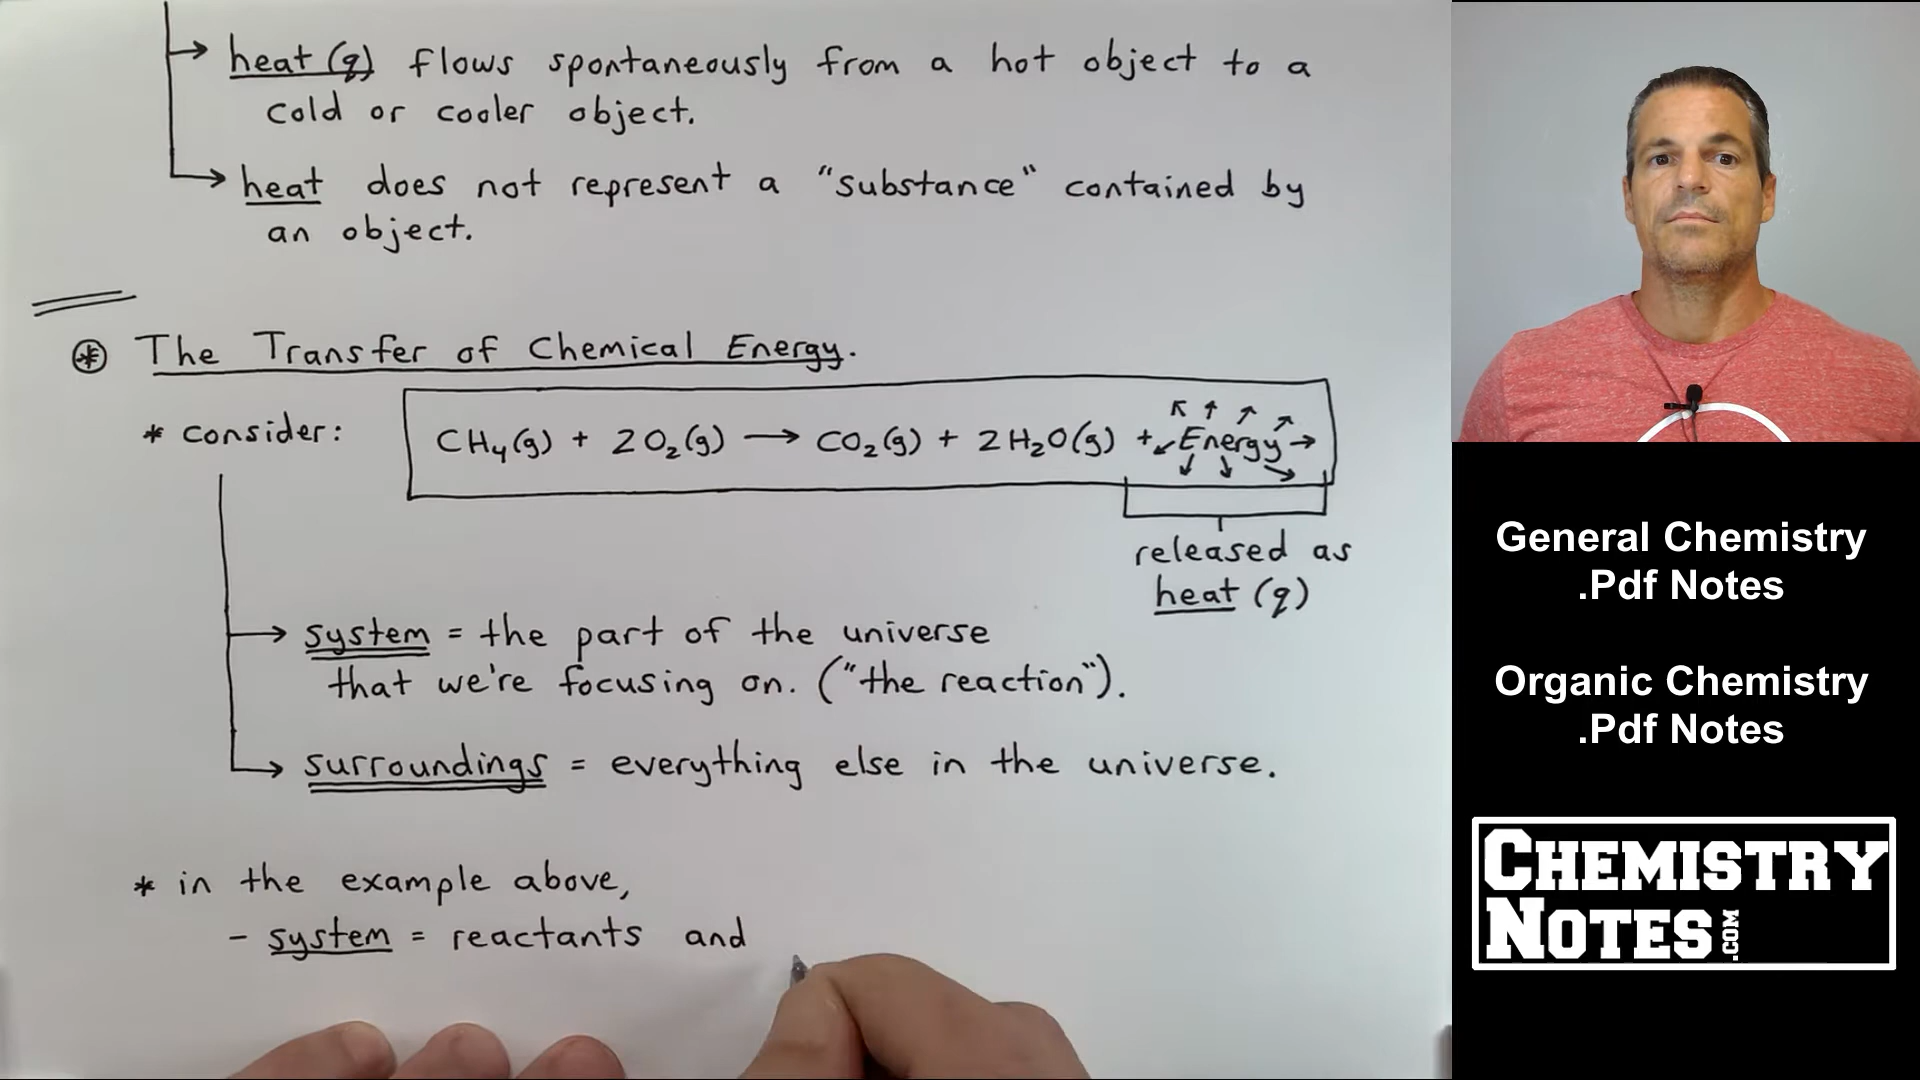 heat (q) flows spontaneously from a hot object to a
cold or cooler object.
heat does not represent a "substance" contained by
an object.
⊛ The Transfer of Chemical Energy.
* consider:
CH₄(g) + 2O₂(g) → CO₂(g) + 2H₂O(g) + Energy
released as
heat (q)
system = the part of the universe
that we're focusing on. ("the reaction").
surroundings = everything else in the universe.
* in the example above,
- system = reactants and
General Chemistry
.Pdf Notes
Organic Chemistry
.Pdf Notes
CHEMISTRY
NOTES.COM